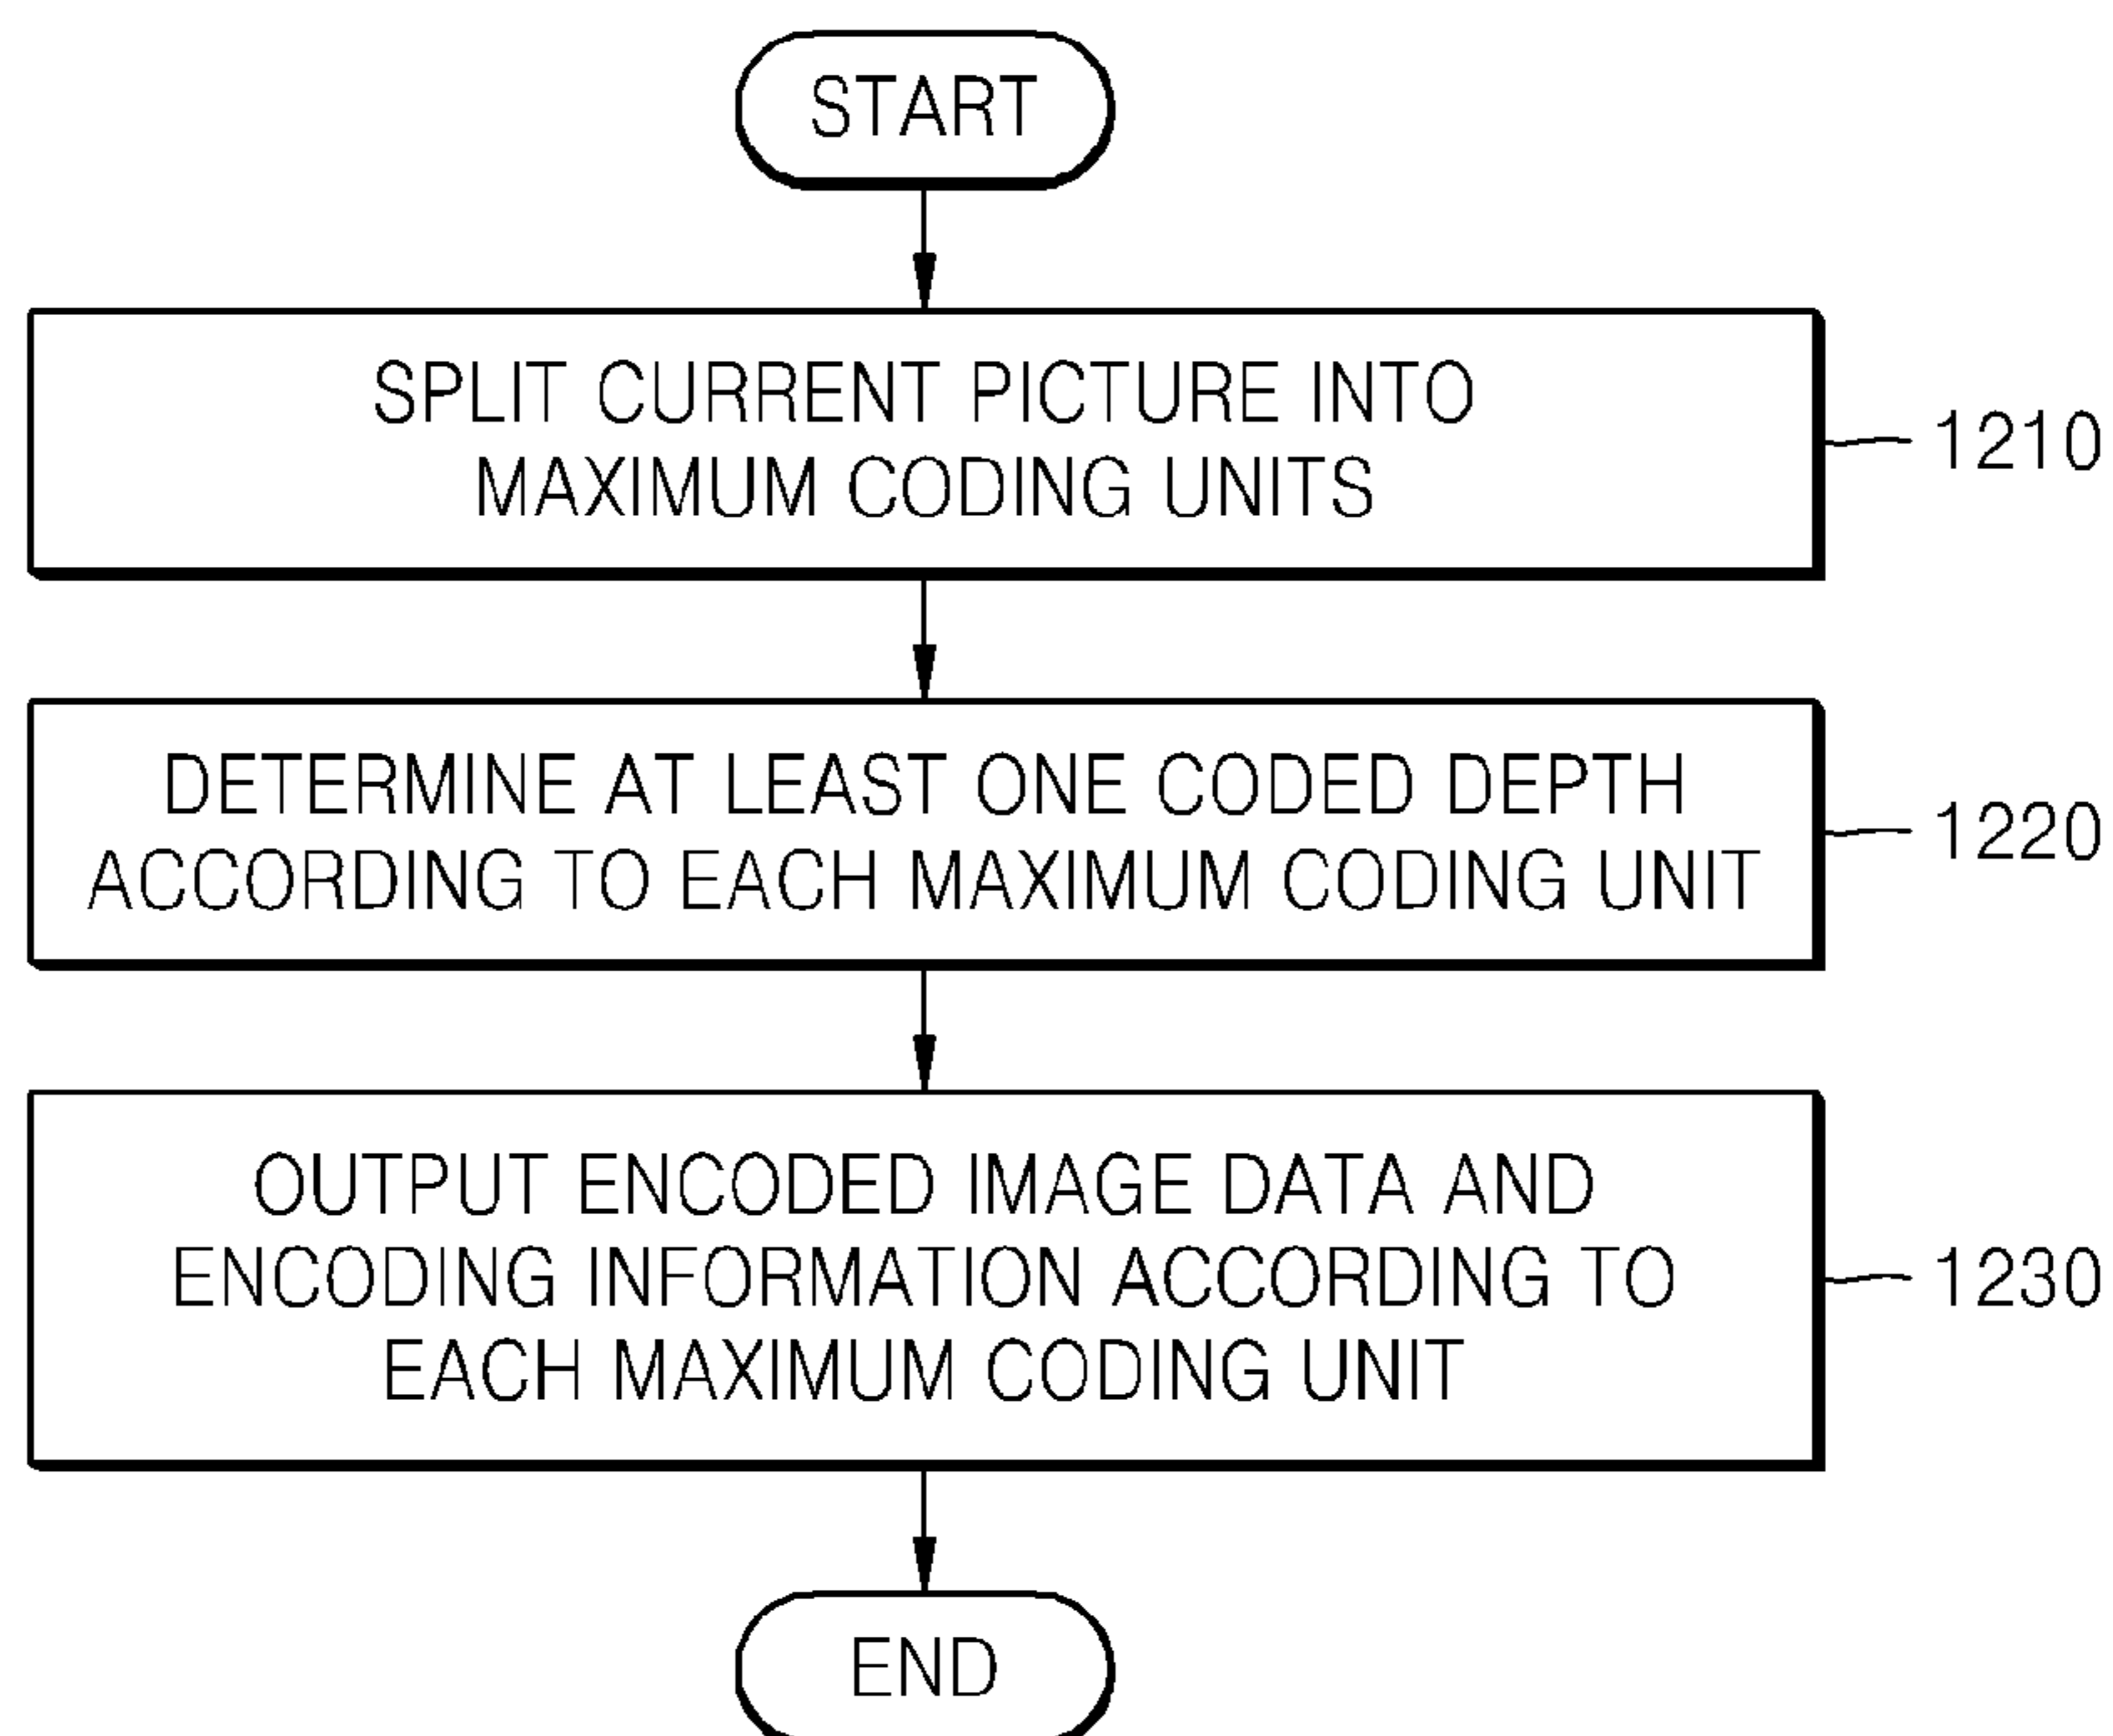 START
SPLIT CURRENT PICTURE INTO
MAXIMUM CODING UNITS
1210
DETERMINE AT LEAST ONE CODED DEPTH
ACCORDING TO EACH MAXIMUM CODING UNIT
1220
OUTPUT ENCODED IMAGE DATA AND
ENCODING INFORMATION ACCORDING TO
EACH MAXIMUM CODING UNIT
1230
END